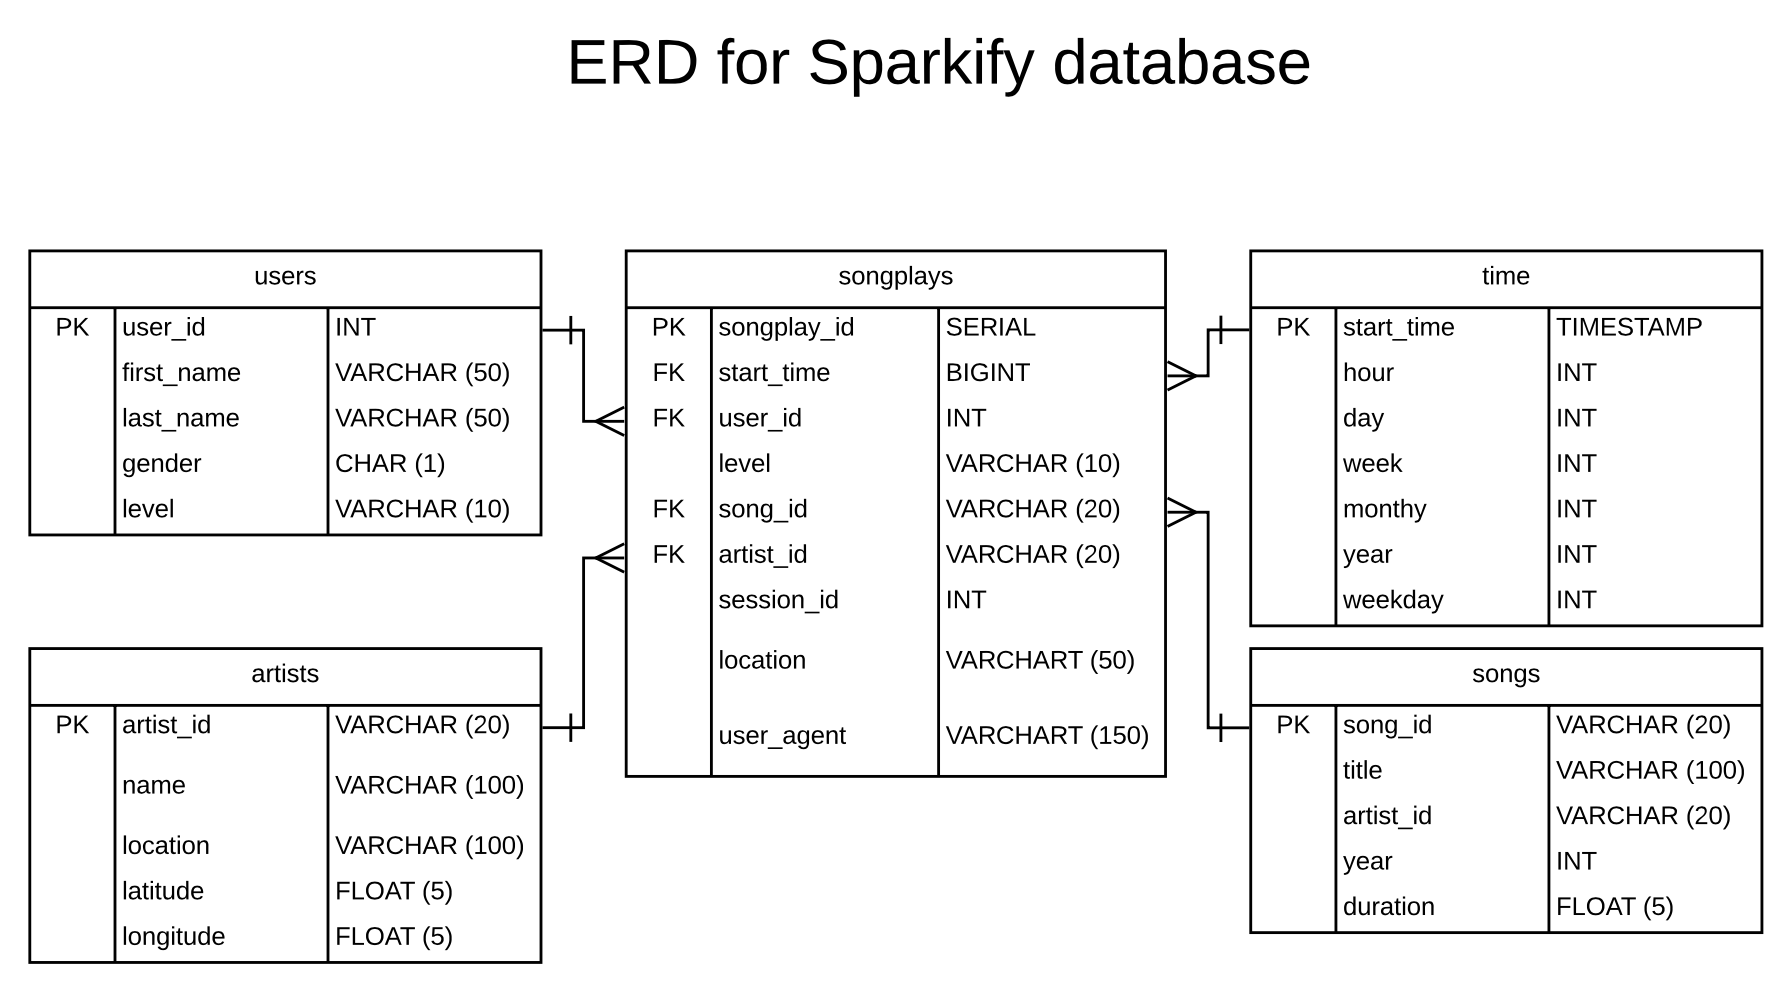 ERD for Sparkify database
users
PK user_id INT
first_name VARCHAR (50)
last_name VARCHAR (50)
gender CHAR (1)
level VARCHAR (10)
songplays
PK songplay_id SERIAL
FK start_time BIGINT
FK user_id INT
level VARCHAR (10)
FK song_id VARCHAR (20)
FK artist_id VARCHAR (20)
session_id INT
location VARCHART (50)
user_agent VARCHART (150)
time
PK start_time TIMESTAMP
hour INT
day INT
week INT
monthy INT
year INT
weekday INT
artists
PK artist_id VARCHAR (20)
name VARCHAR (100)
location VARCHAR (100)
latitude FLOAT (5)
longitude FLOAT (5)
songs
PK song_id VARCHAR (20)
title VARCHAR (100)
artist_id VARCHAR (20)
year INT
duration FLOAT (5)